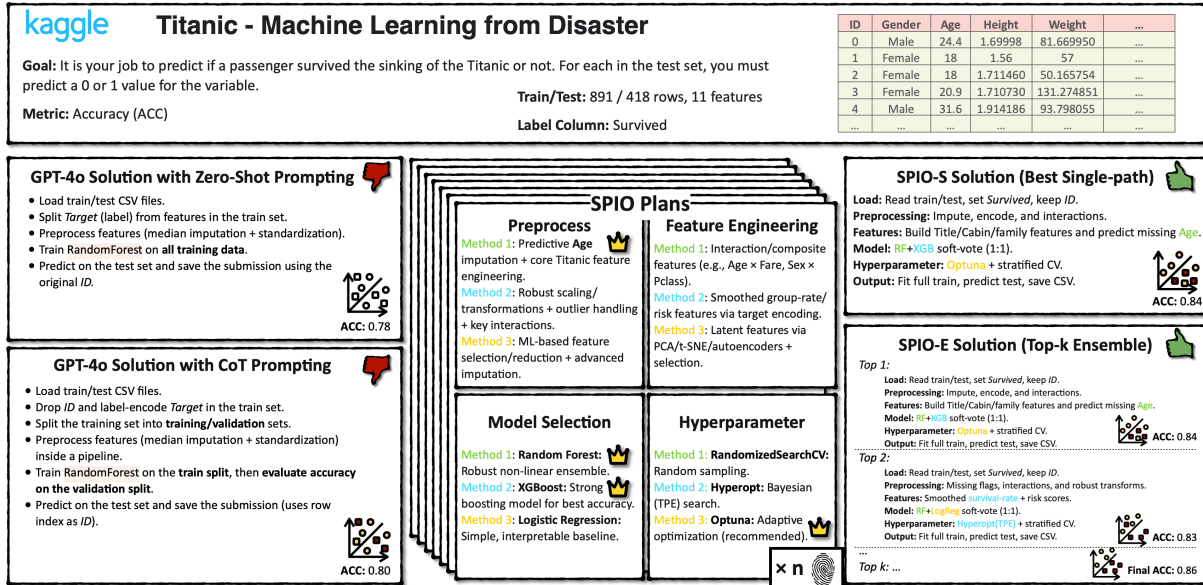 kaggle
Titanic - Machine Learning from Disaster
Goal: It is your job to predict if a passenger survived the sinking of the Titanic or not. For each in the test set, you must
predict a 0 or 1 value for the variable.
Metric: Accuracy (ACC)
Train/Test: 891 / 418 rows, 11 features
Label Column: Survived
ID Gender Age Height Weight ...
0 Male 24.4 1.69998 81.669950 ...
1 Female 18 1.56 57 ...
2 Female 18 1.711460 50.165754 ...
3 Female 20.9 1.710730 131.274851 ...
4 Male 31.6 1.914186 93.798055 ...
... ... ... ... ... ...
GPT-4o Solution with Zero-Shot Prompting
• Load train/test CSV files.
• Split Target (label) from features in the train set.
• Preprocess features (median imputation + standardization).
• Train RandomForest on all training data.
• Predict on the test set and save the submission using the
original ID.
ACC: 0.78
GPT-4o Solution with CoT Prompting
• Load train/test CSV files.
• Drop ID and label-encode Target in the train set.
• Split the training set into training/validation sets.
• Preprocess features (median imputation + standardization)
inside a pipeline.
• Train RandomForest on the train split, then evaluate accuracy
on the validation split.
• Predict on the test set and save the submission (uses row
index as ID).
ACC: 0.80
SPIO Plans
Preprocess
Method 1: Predictive Age
imputation + core Titanic feature
engineering.
Method 2: Robust scaling/
transformations + outlier handling
+ key interactions.
Method 3: ML-based feature
selection/reduction + advanced
imputation.
Feature Engineering
Method 1: Interaction/composite
features (e.g., Age × Fare, Sex ×
Pclass).
Method 2: Smoothed group-rate/
risk features via target encoding.
Method 3: Latent features via
PCA/t-SNE/autoencoders +
selection.
Model Selection
Method 1: Random Forest:
Robust non-linear ensemble.
Method 2: XGBoost: Strong
boosting model for best accuracy.
Method 3: Logistic Regression:
Simple, interpretable baseline.
Hyperparameter
Method 1: RandomizedSearchCV:
Random sampling.
Method 2: Hyperopt: Bayesian
(TPE) search.
Method 3: Optuna: Adaptive
optimization (recommended).
× n
SPIO-S Solution (Best Single-path)
Load: Read train/test, set Survived, keep ID.
Preprocessing: Impute, encode, and interactions.
Features: Build Title/Cabin/family features and predict missing Age.
Model: RF+XGB soft-vote (1:1).
Hyperparameter: Optuna + stratified CV.
Output: Fit full train, predict test, save CSV.
ACC: 0.84
SPIO-E Solution (Top-k Ensemble)
Top 1:
Load: Read train/test, set Survived, keep ID.
Preprocessing: Impute, encode, and interactions.
Features: Build Title/Cabin/family features and predict missing Age.
Model: RF+XGB soft-vote (1:1).
Hyperparameter: Optuna + stratified CV.
Output: Fit full train, predict test, save CSV.
ACC: 0.84
Top 2:
Load: Read train/test, set Survived, keep ID.
Preprocessing: Missing flags, interactions, and robust transforms.
Features: Smoothed survival-rate + risk scores.
Model: RF+LogReg soft-vote (1:1).
Hyperparameter: Hyperopt(TPE) + stratified CV.
Output: Fit full train, predict test, save CSV.
ACC: 0.83
...
Top k: ...
Final ACC: 0.86